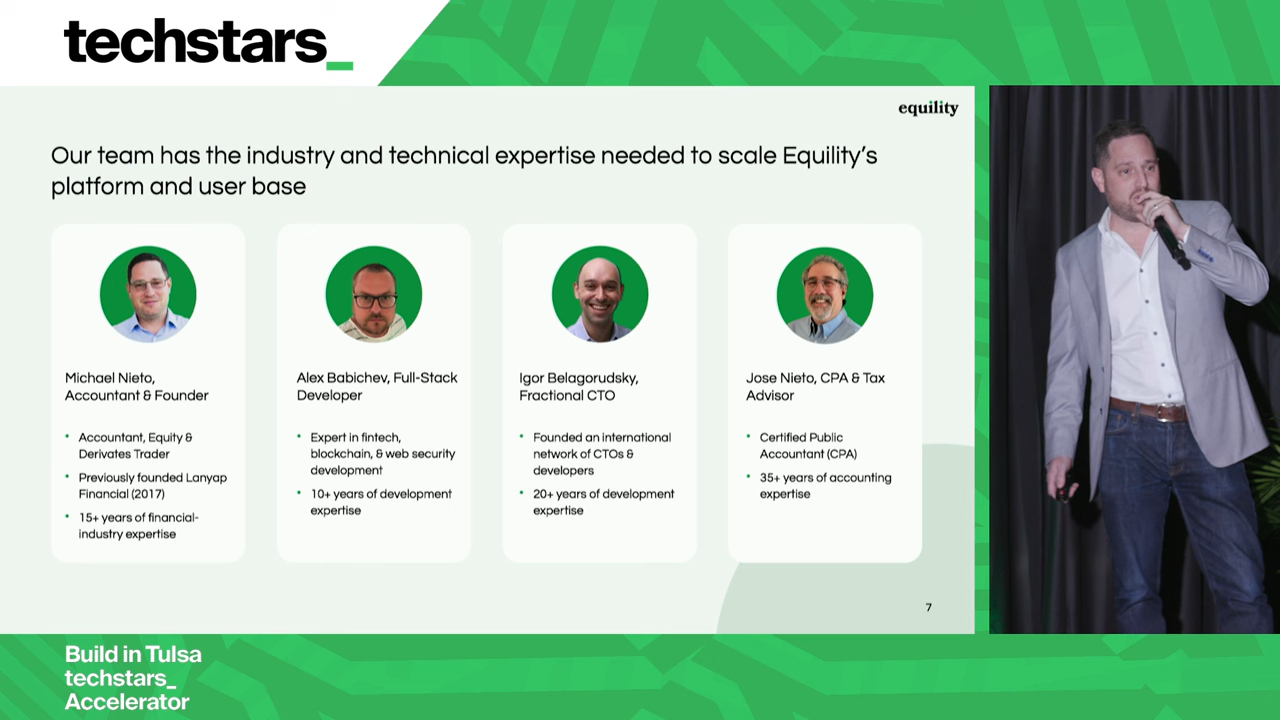 techstars_
equility
Our team has the industry and technical expertise needed to scale Equility's
platform and user base
Michael Nieto,
Accountant & Founder
• Accountant, Equity &
Derivates Trader
• Previously founded Lanyap
Financial (2017)
• 15+ years of financial-
industry expertise
Alex Babichev, Full-Stack
Developer
• Expert in fintech,
blockchain, & web security
development
• 10+ years of development
expertise
Igor Belagorudsky,
Fractional CTO
• Founded an international
network of CTOs &
developers
• 20+ years of development
expertise
Jose Nieto, CPA & Tax
Advisor
• Certified Public
Accountant (CPA)
• 35+ years of accounting
expertise
7
Build in Tulsa
techstars_
Accelerator